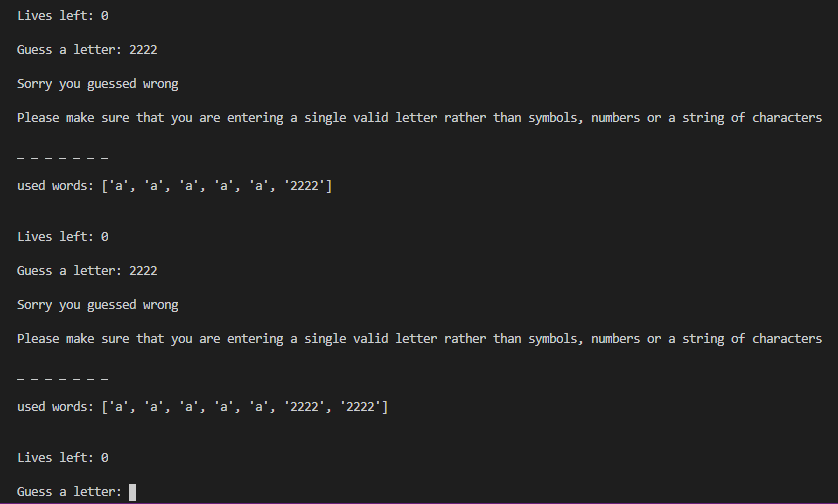 Lives left: 0
Guess a letter: 2222
Sorry you guessed wrong
Please make sure that you are entering a single valid letter rather than symbols, numbers or a string of characters
_ _ _ _ _ _ _
used words: ['a', 'a', 'a', 'a', 'a', '2222']
Lives left: 0
Guess a letter: 2222
Sorry you guessed wrong
Please make sure that you are entering a single valid letter rather than symbols, numbers or a string of characters
_ _ _ _ _ _ _
used words: ['a', 'a', 'a', 'a', 'a', '2222', '2222']
Lives left: 0
Guess a letter: